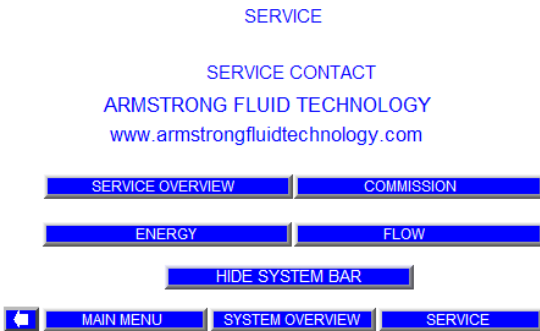 SERVICE
SERVICE CONTACT
ARMSTRONG FLUID TECHNOLOGY
www.armstrongfluidtechnology.com
SERVICE OVERVIEW COMMISSION
ENERGY FLOW
HIDE SYSTEM BAR
MAIN MENU SYSTEM OVERVIEW SERVICE